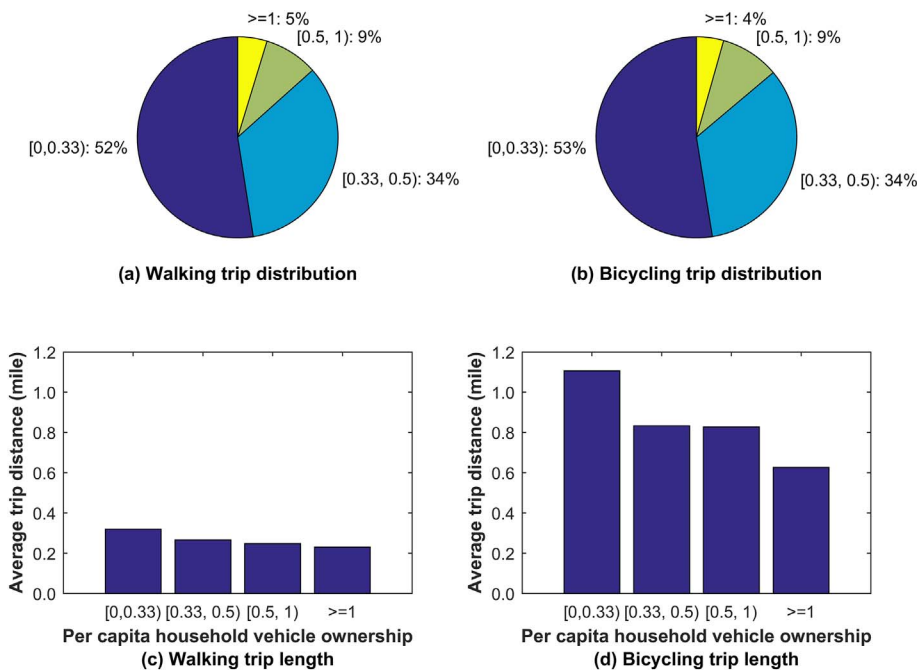 >=1: 5%
[0.5, 1): 9%
[0,0.33): 52%
[0.33, 0.5): 34%
(a) Walking trip distribution
>=1: 4%
[0.5, 1): 9%
[0,0.33): 53%
[0.33, 0.5): 34%
(b) Bicycling trip distribution
Average trip distance (mile)
1.2
1.0
0.8
0.6
0.4
0.2
0.0
[0,0.33) [0.33, 0.5) [0.5, 1) >=1
Per capita household vehicle ownership
(c) Walking trip length
Average trip distance (mile)
1.2
1.0
0.8
0.6
0.4
0.2
0.0
[0,0.33) [0.33, 0.5) [0.5, 1) >=1
Per capita household vehicle ownership
(d) Bicycling trip length